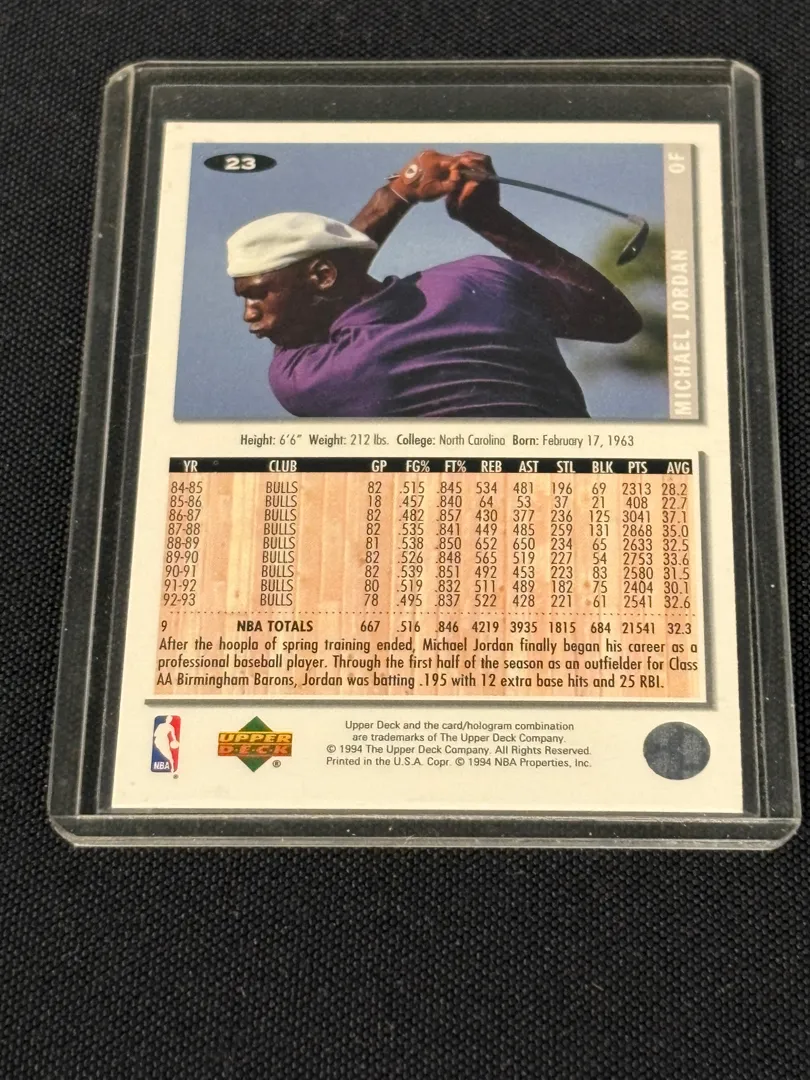 23
OF
MICHAEL JORDAN
Height: 6'6" Weight: 212 lbs. College: North Carolina Born: February 17, 1963
YR CLUB GP FG% FT% REB AST STL BLK PTS AVG
84-85 BULLS 82 .515 .845 534 481 196 69 2313 28.2
85-86 BULLS 18 .457 .840 64 53 37 21 408 22.7
86-87 BULLS 82 .482 .857 430 377 236 125 3041 37.1
87-88 BULLS 82 .535 .841 449 485 259 131 2868 35.0
88-89 BULLS 81 .538 .850 652 650 234 65 2633 32.5
89-90 BULLS 82 .526 .848 565 519 227 54 2753 33.6
90-91 BULLS 82 .539 .851 492 453 223 83 2580 31.5
91-92 BULLS 80 .519 .832 511 489 182 75 2404 30.1
92-93 BULLS 78 .495 .837 522 428 221 61 2541 32.6
9 NBA TOTALS 667 .516 .846 4219 3935 1815 684 21541 32.3
After the hoopla of spring training ended, Michael Jordan finally began his career as a
professional baseball player. Through the first half of the season as an outfielder for Class
AA Birmingham Barons, Jordan was batting .195 with 12 extra base hits and 25 RBI.
NBA
UPPER
DECK
®
Upper Deck and the card/hologram combination
are trademarks of The Upper Deck Company.
© 1994 The Upper Deck Company. All Rights Reserved.
Printed in the U.S.A. Copr. © 1994 NBA Properties, Inc.